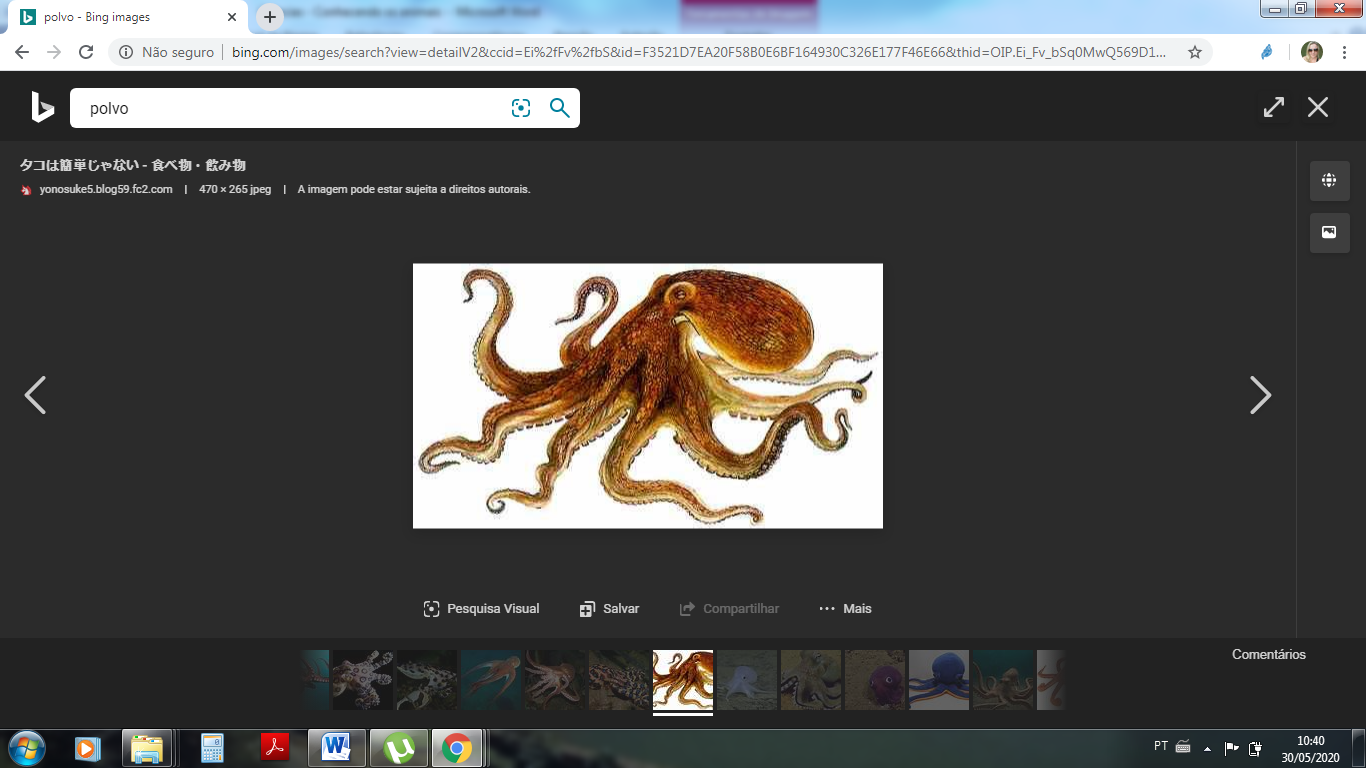 polvo - Bing images
Não seguro
bing.com/images/search?view=detailV2&ccid=Ei%2fFv%2fbS&id=F3521D7EA20F58B0E6BF164930C326E177F46E66&thid=OIP.Ei_Fv_bSq0MwQ569D1...
polvo
タコは簡単じゃない - 食べ物・飲み物
yonosuke5.blog59.fc2.com | 470 × 265 jpeg | A imagem pode estar sujeita a direitos autorais.
Pesquisa Visual
Salvar
Compartilhar
Mais
Comentários
PT
10:40
30/05/2020